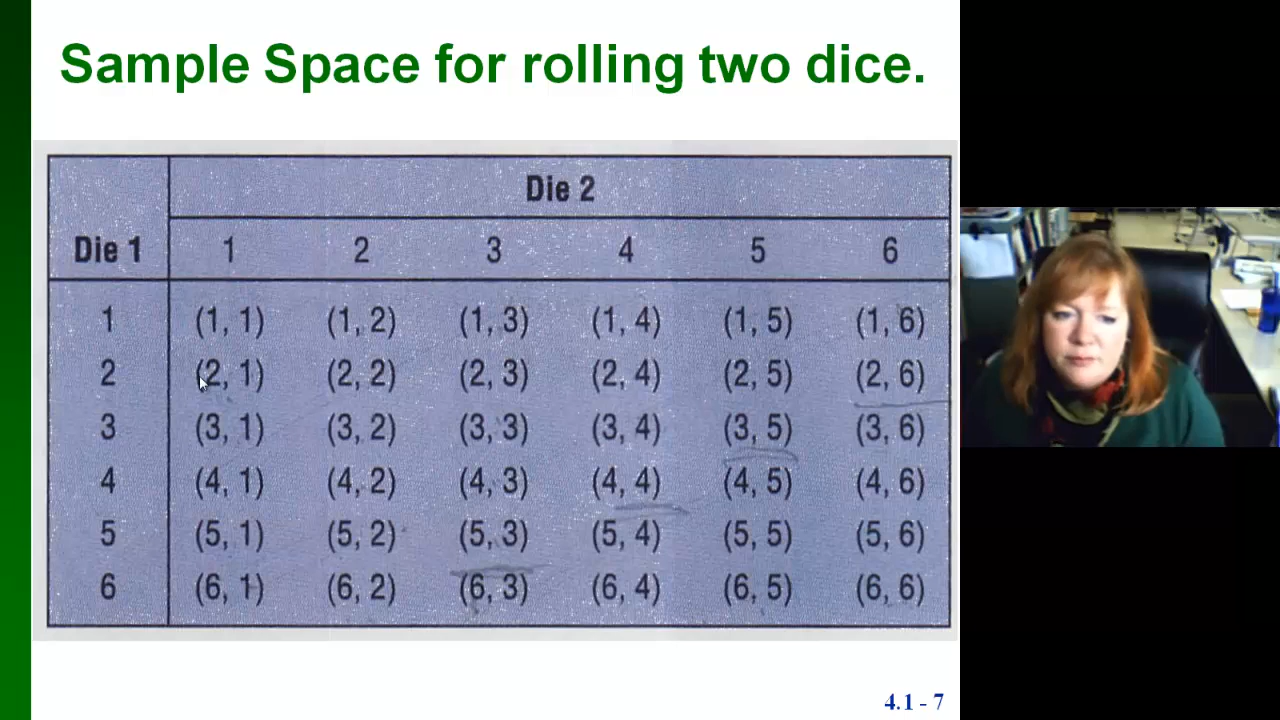 Sample Space for rolling two dice.
Die 2
Die 1 1 2 3 4 5 6
1 (1, 1) (1, 2) (1, 3) (1, 4) (1, 5) (1, 6)
2 (2, 1) (2, 2) (2, 3) (2, 4) (2, 5) (2, 6)
3 (3, 1) (3, 2) (3, 3) (3, 4) (3, 5) (3, 6)
4 (4, 1) (4, 2) (4, 3) (4, 4) (4, 5) (4, 6)
5 (5, 1) (5, 2) (5, 3) (5, 4) (5, 5) (5, 6)
6 (6, 1) (6, 2) (6, 3) (6, 4) (6, 5) (6, 6)
4.1 - 7